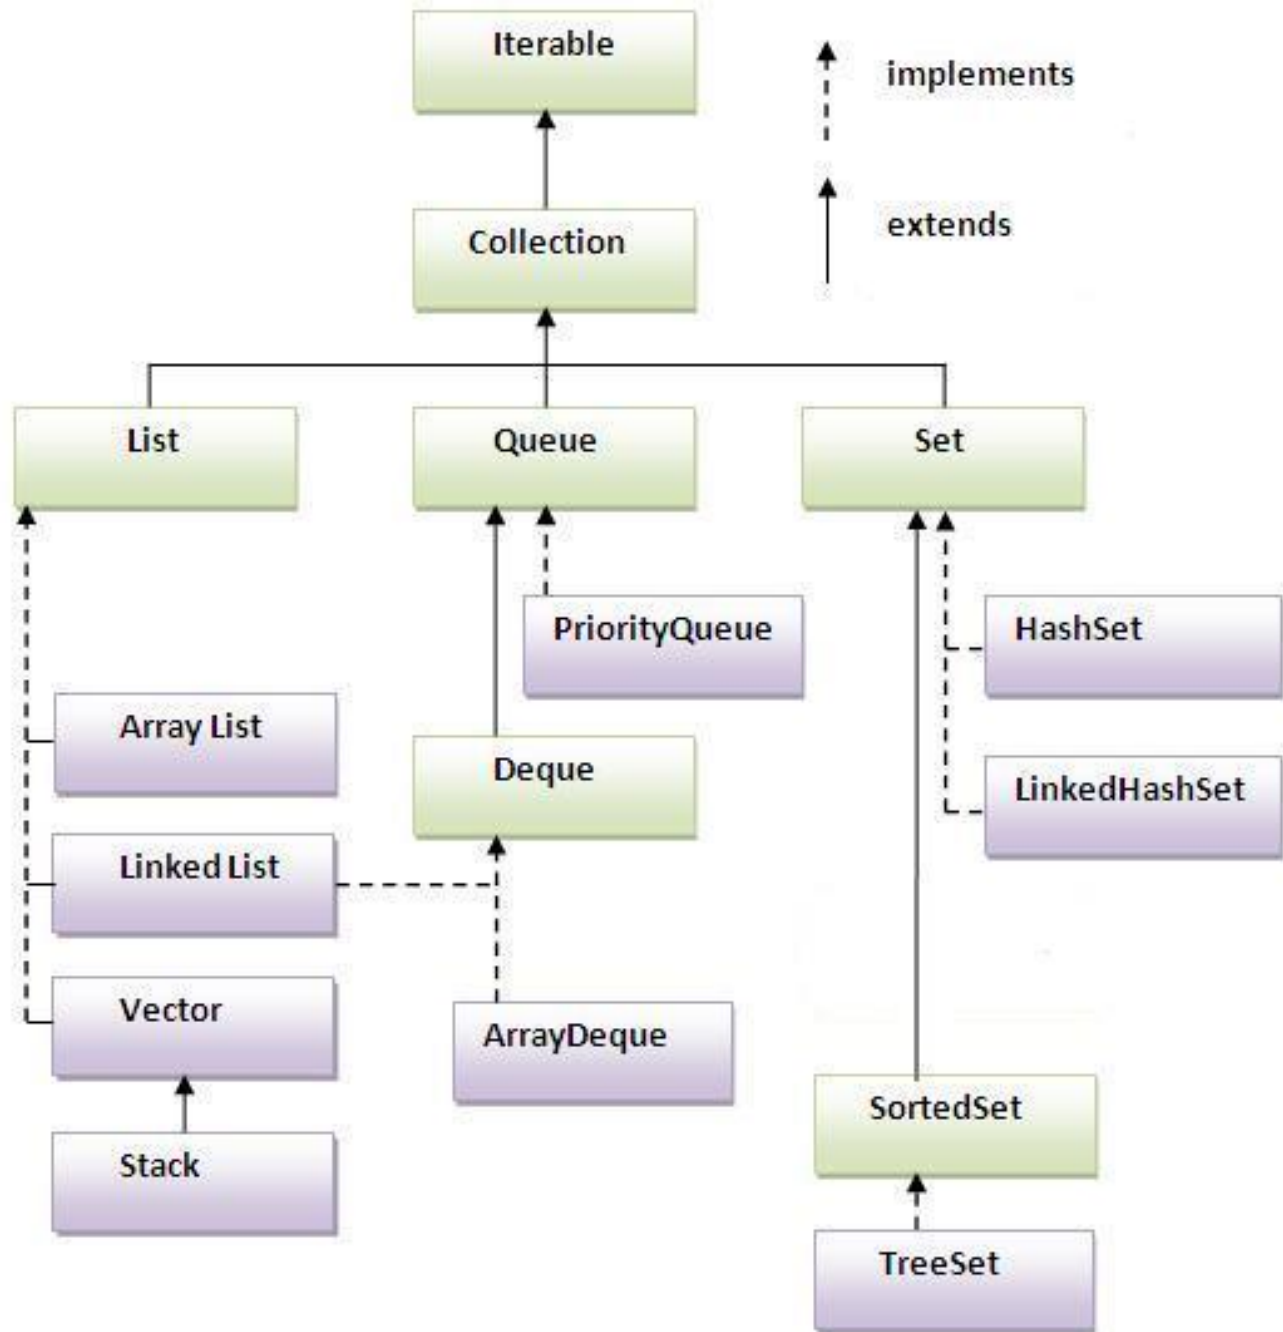 Iterable
implements
extends
Collection
List
Queue
Set
PriorityQueue
HashSet
Array List
Deque
LinkedHashSet
Linked List
Vector
ArrayDeque
Stack
SortedSet
TreeSet